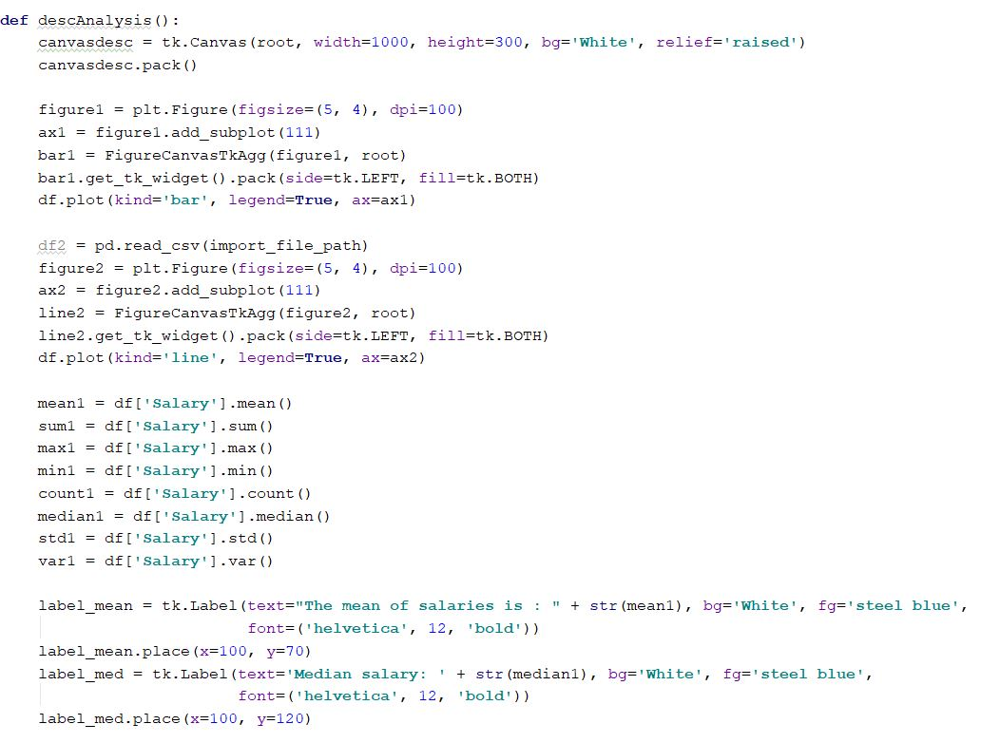 def descAnalysis():
    canvasdesc = tk.Canvas(root, width=1000, height=300, bg='White', relief='raised')
    canvasdesc.pack()

    figure1 = plt.Figure(figsize=(5, 4), dpi=100)
    ax1 = figure1.add_subplot(111)
    bar1 = FigureCanvasTkAgg(figure1, root)
    bar1.get_tk_widget().pack(side=tk.LEFT, fill=tk.BOTH)
    df.plot(kind='bar', legend=True, ax=ax1)

    df2 = pd.read_csv(import_file_path)
    figure2 = plt.Figure(figsize=(5, 4), dpi=100)
    ax2 = figure2.add_subplot(111)
    line2 = FigureCanvasTkAgg(figure2, root)
    line2.get_tk_widget().pack(side=tk.LEFT, fill=tk.BOTH)
    df.plot(kind='line', legend=True, ax=ax2)

    mean1 = df['Salary'].mean()
    sum1 = df['Salary'].sum()
    max1 = df['Salary'].max()
    min1 = df['Salary'].min()
    count1 = df['Salary'].count()
    median1 = df['Salary'].median()
    std1 = df['Salary'].std()
    var1 = df['Salary'].var()

    label_mean = tk.Label(text="The mean of salaries is : " + str(mean1), bg='White', fg='steel blue',
                          font=('helvetica', 12, 'bold'))
    label_mean.place(x=100, y=70)
    label_med = tk.Label(text='Median salary: ' + str(median1), bg='White', fg='steel blue',
                         font=('helvetica', 12, 'bold'))
    label_med.place(x=100, y=120)